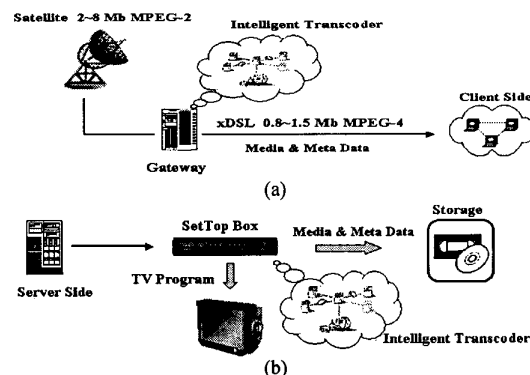 Satellite 2~8 Mb MPEG-2
Intelligent Transcoder
Client Side
xDSL 0.8~1.5 Mb MPEG-4
Gateway
Media & Meta Data
(a)
Storage
SetTop Box
Media & Meta Data
Server Side
TV Program
Intelligent Transcoder
(b)